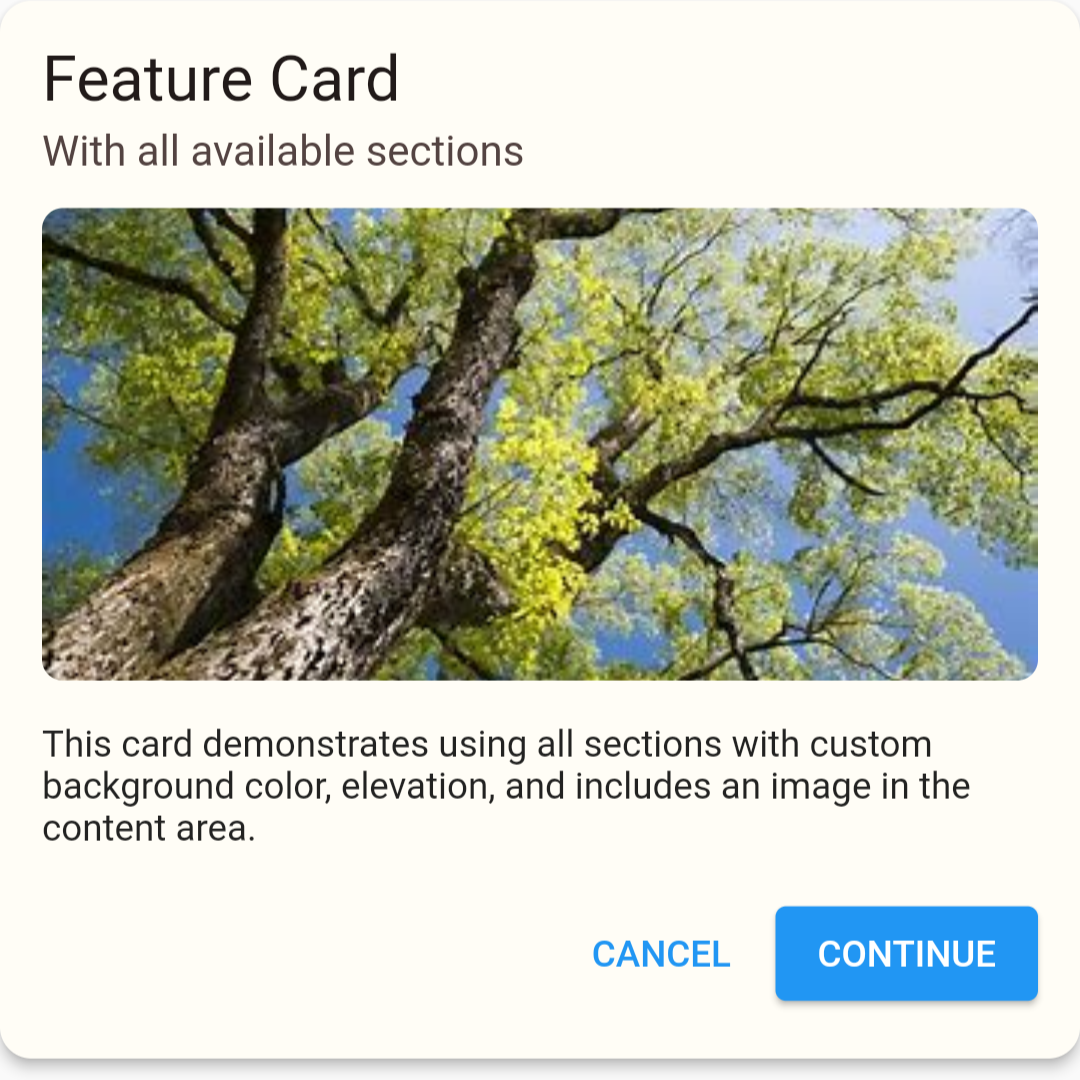 Feature Card
With all available sections
This card demonstrates using all sections with custom
background color, elevation, and includes an image in the
content area.
CANCEL
CONTINUE